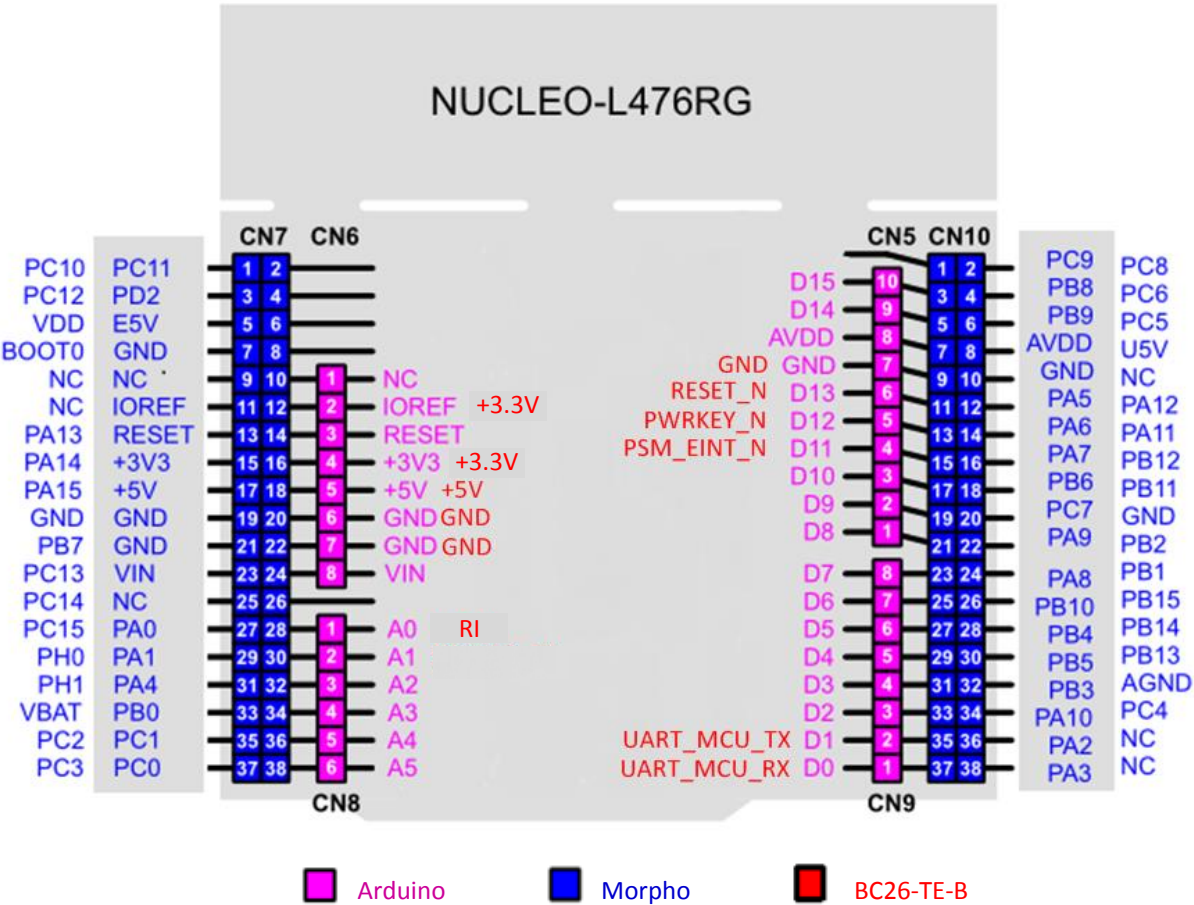 NUCLEO-L476RG
CN7 CN6 CN5 CN10
PC10 PC11 1 2 1 2 PC9 PC8
PC12 PD2 3 4 D15 10 3 4 PB8 PC6
VDD E5V 5 6 D14 9 5 6 PB9 PC5
BOOT0 GND 7 8 AVDD 8 7 8 AVDD U5V
NC NC 9 10 1 NC GND GND 7 9 10 GND NC
NC IOREF 11 12 2 IOREF +3.3V RESET_N D13 6 11 12 PA5 PA12
PA13 RESET 13 14 3 RESET PWRKEY_N D12 5 13 14 PA6 PA11
PA14 +3V3 15 16 4 +3V3 +3.3V PSM_EINT_N D11 4 15 16 PA7 PB12
PA15 +5V 17 18 5 +5V +5V D10 3 17 18 PB6 PB11
GND GND 19 20 6 GND GND D9 2 19 20 PC7 GND
PB7 GND 21 22 7 GND GND D8 1 21 22 PA9 PB2
PC13 VIN 23 24 8 VIN D7 8 23 24 PA8 PB1
PC14 NC 25 26 D6 7 25 26 PB10 PB15
PC15 PA0 27 28 1 A0 RI D5 6 27 28 PB4 PB14
PH0 PA1 29 30 2 A1 D4 5 29 30 PB5 PB13
PH1 PA4 31 32 3 A2 D3 4 31 32 PB3 AGND
VBAT PB0 33 34 4 A3 D2 3 33 34 PA10 PC4
PC2 PC1 35 36 5 A4 UART_MCU_TX D1 2 35 36 PA2 NC
PC3 PC0 37 38 6 A5 UART_MCU_RX D0 1 37 38 PA3 NC
CN8 CN9
Arduino Morpho BC26-TE-B